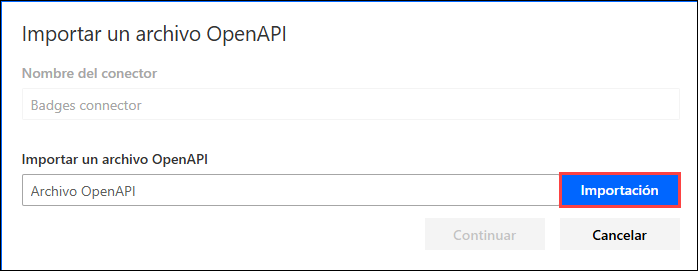 Importar un archivo OpenAPI
Nombre del conector
Badges connector
Importar un archivo OpenAPI
Archivo OpenAPI
Importación
Continuar
Cancelar